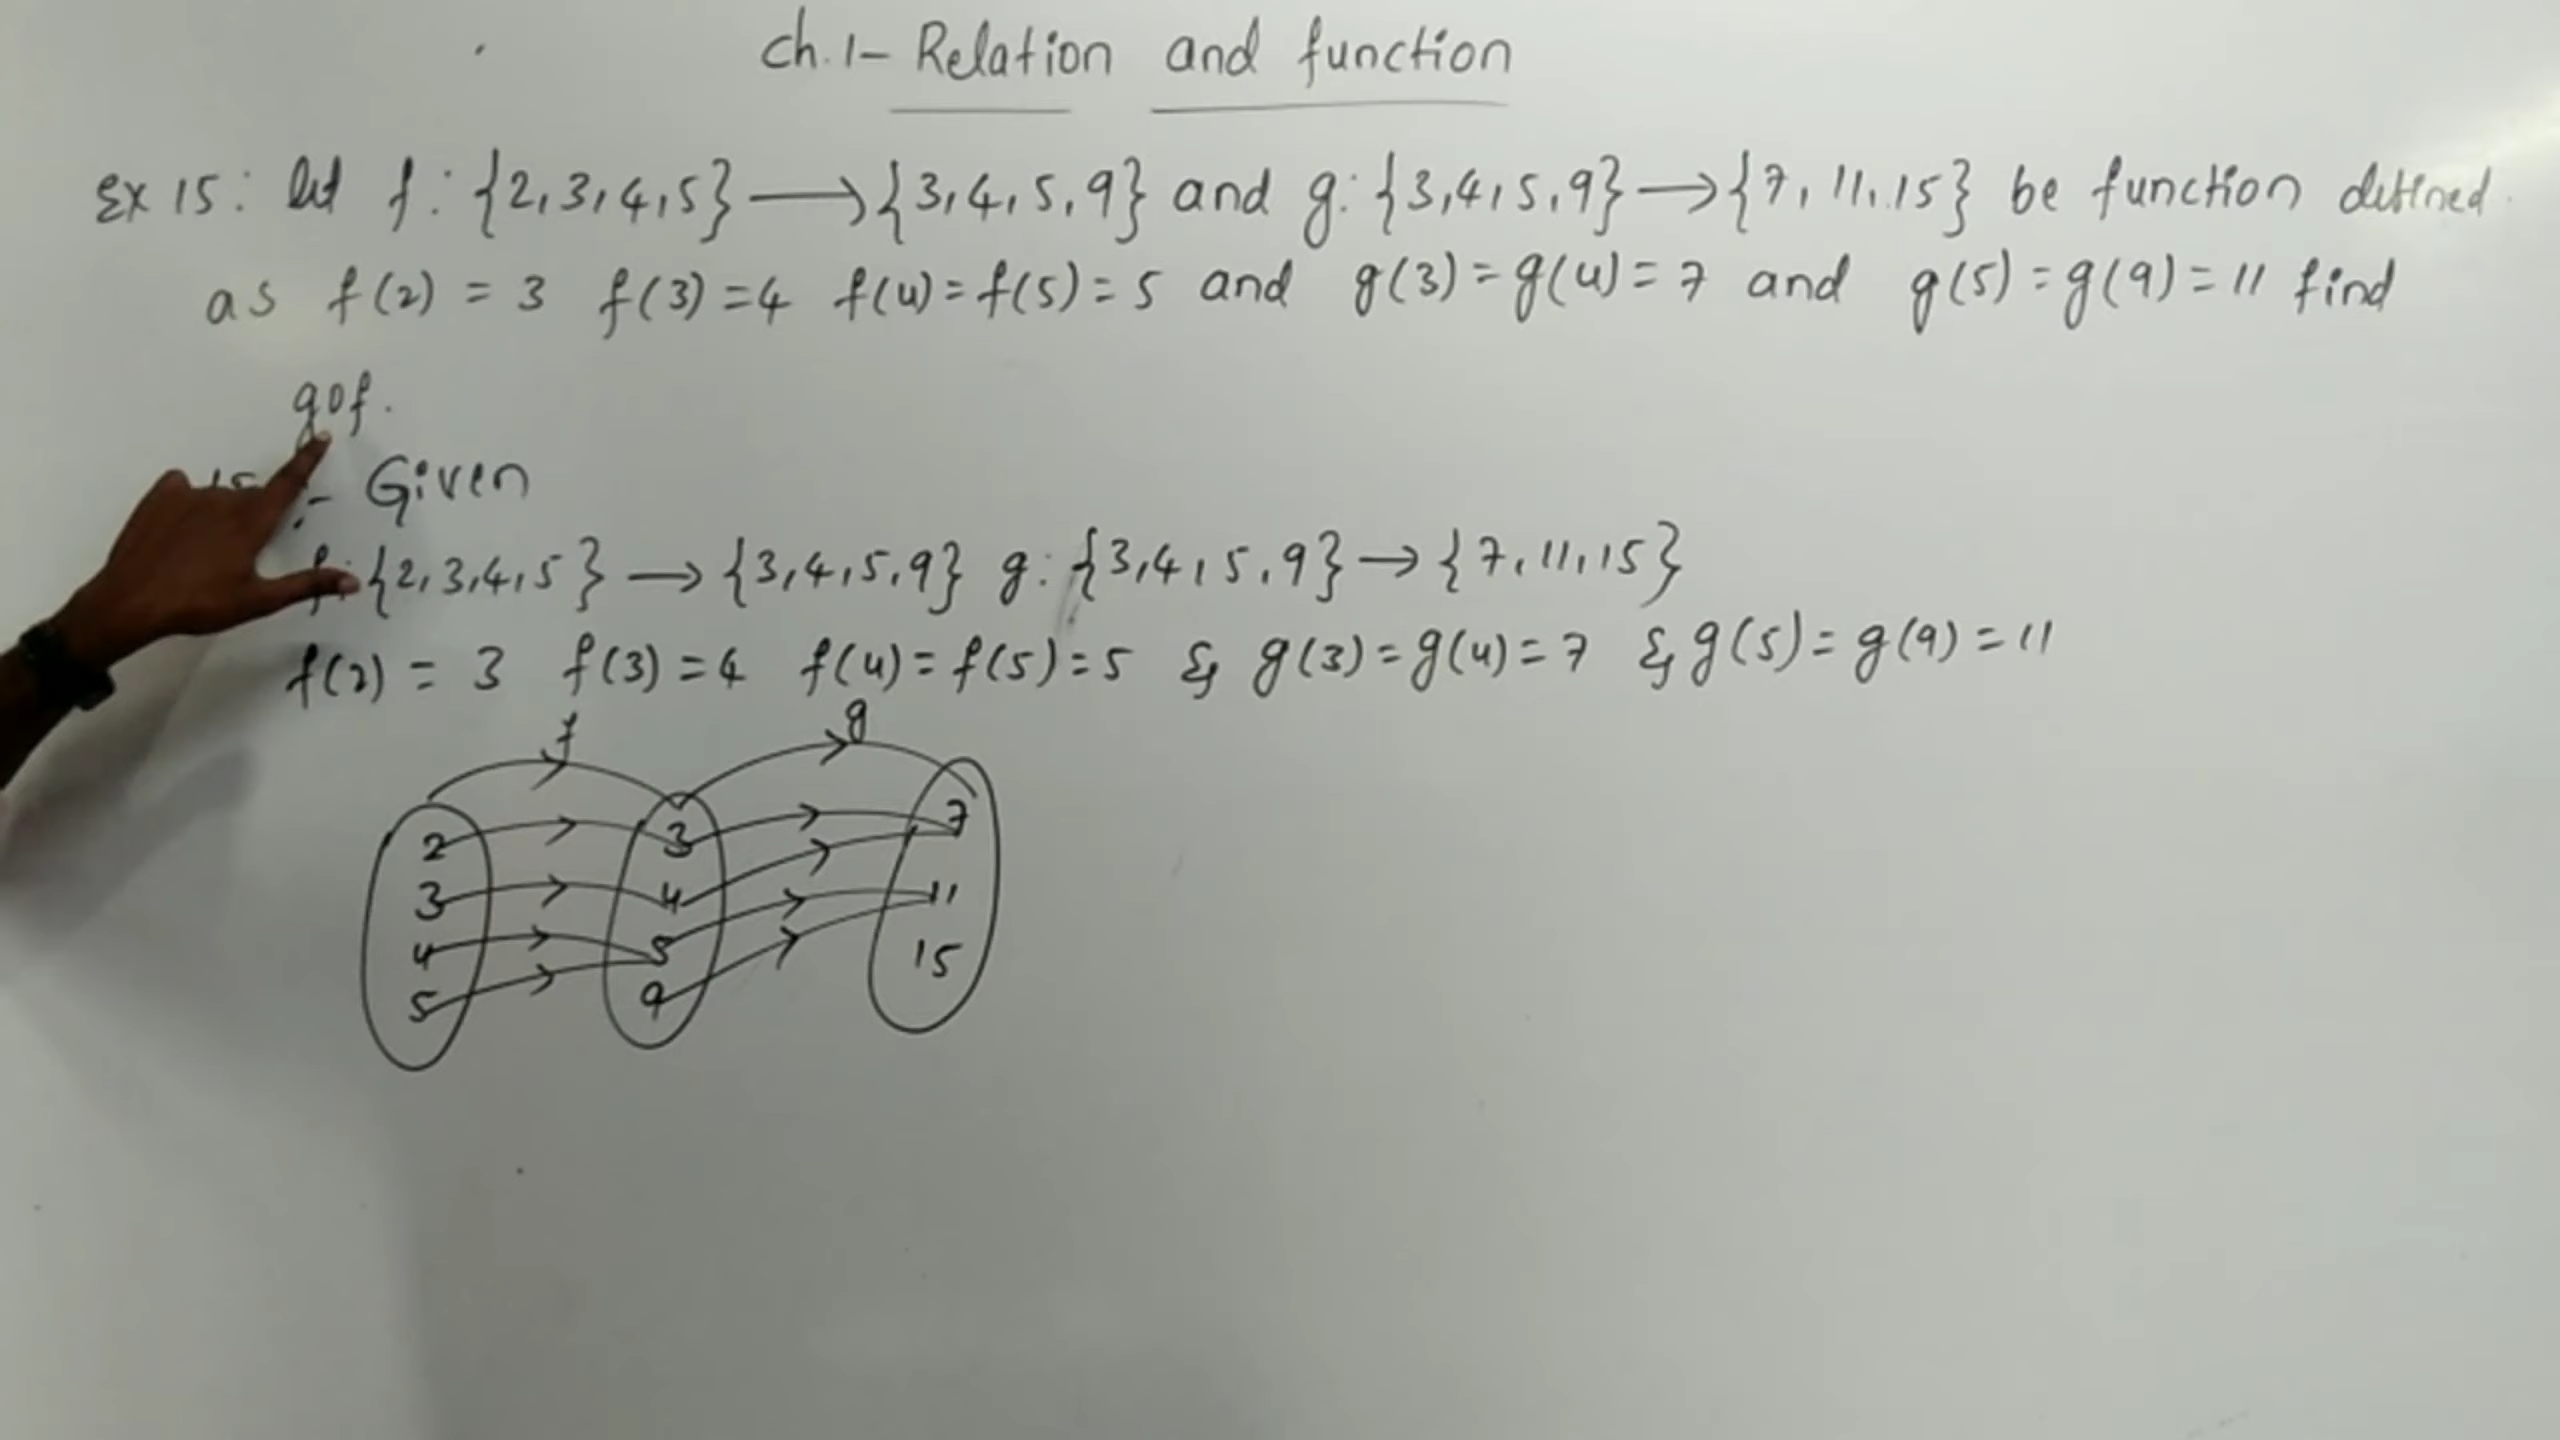 Ch.1- Relation and function
Ex 15: let f: {2,3,4,5} → {3,4,5,9} and g: {3,4,5,9} → {7,11,15} be function defined
as f(2) = 3 f(3) = 4 f(4) = f(5) = 5 and g(3) = g(4) = 7 and g(5) = g(9) = 11 find
gof.
15 :- Given
f: {2,3,4,5} → {3,4,5,9} g: {3,4,5,9} → {7,11,15}
f(2) = 3 f(3) = 4 f(4) = f(5) = 5 & g(3) = g(4) = 7 & g(5) = g(9) = 11
f g
2 3 7
3 4 11
4 5 15
5 9